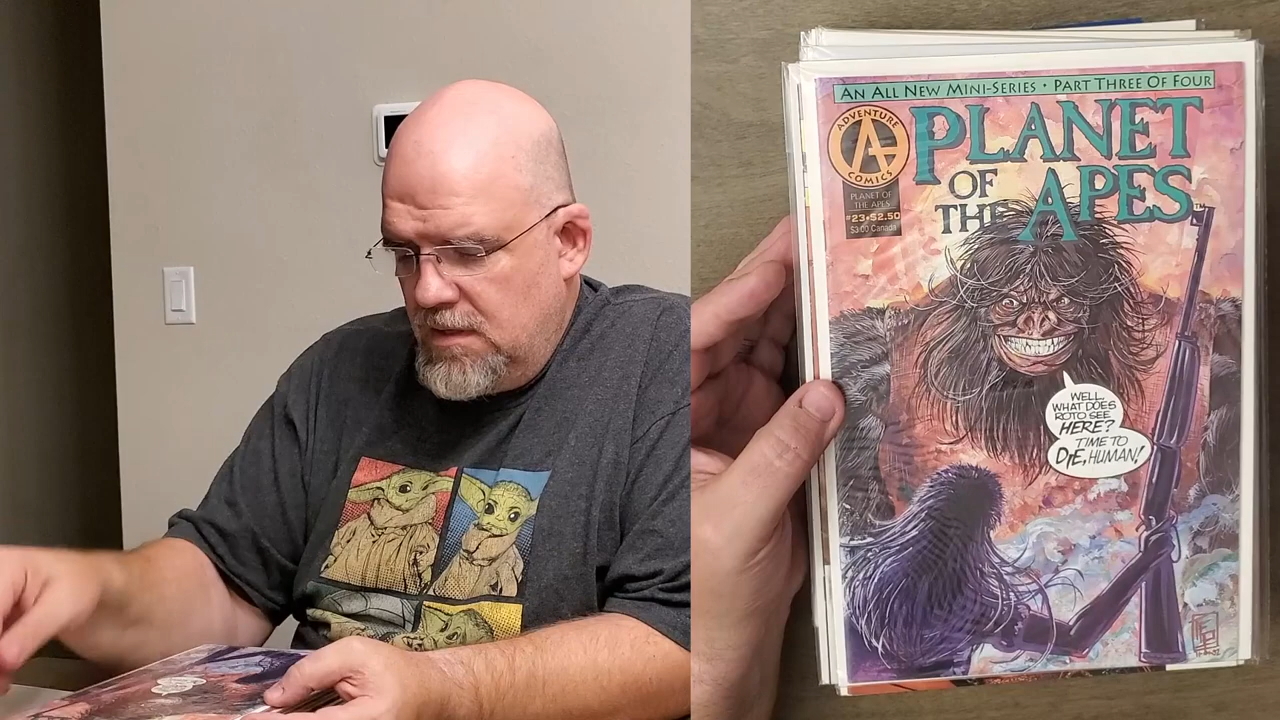 AN ALL NEW MINI-SERIES • PART THREE OF FOUR
ADVENTURE
A
COMICS
PLANET
OF
THE APES™
PLANET OF
THE APES
#23•$2.50
$3.00 Canada
WELL,
WHAT DOES
ROTO SEE
HERE?
TIME TO
DIE, HUMAN!